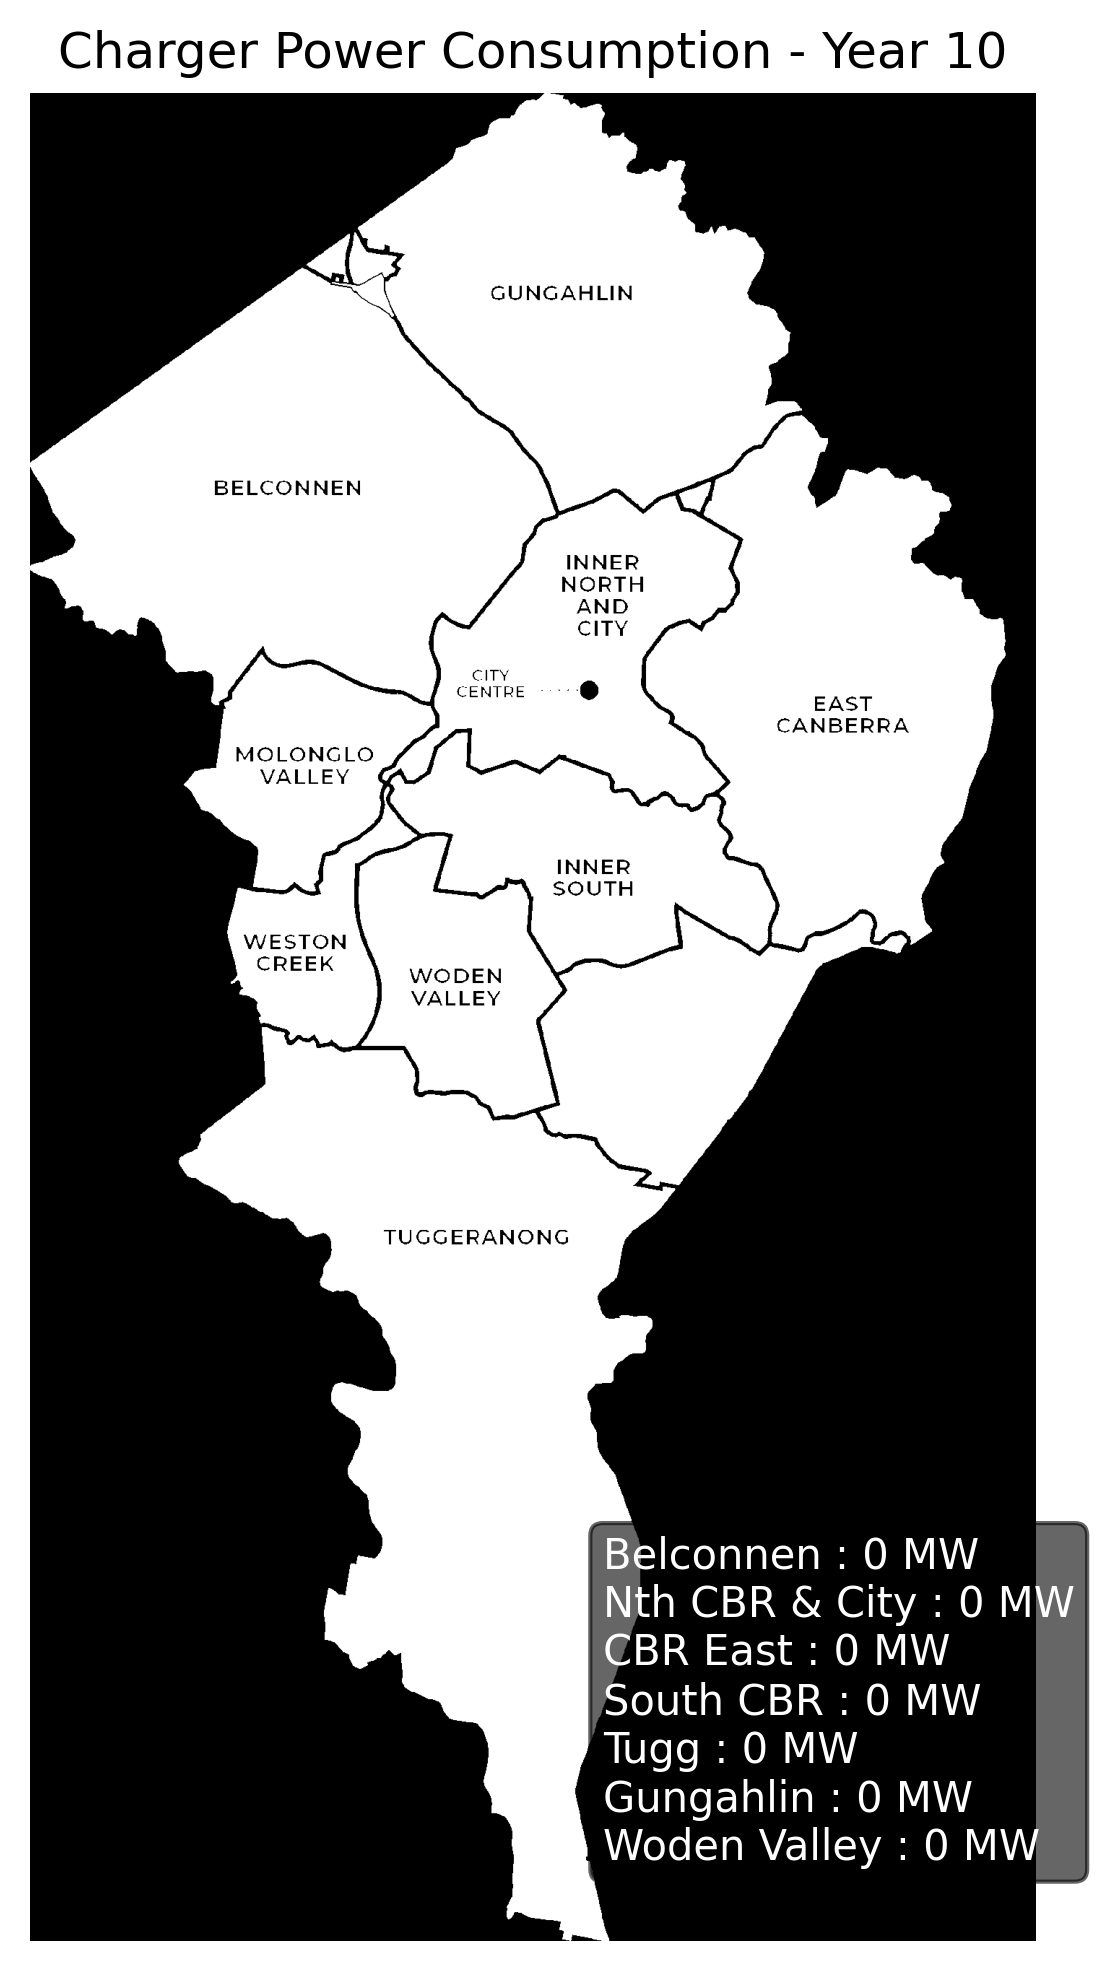 Charger Power Consumption - Year 10
GUNGAHLIN
BELCONNEN
INNER
NORTH
AND
CITY
CITY
CENTRE
EAST
CANBERRA
MOLONGLO
VALLEY
INNER
SOUTH
WESTON
CREEK
WODEN
VALLEY
TUGGERANONG
Belconnen : 0 MW
Nth CBR & City : 0 MW
CBR East : 0 MW
South CBR : 0 MW
Tugg : 0 MW
Gungahlin : 0 MW
Woden Valley : 0 MW